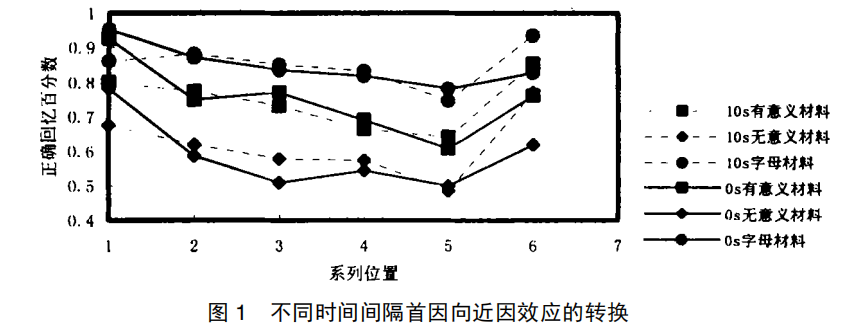 正确回忆百分数
1
0.9
0.8
0.7
0.6
0.5
0.4
1 2 3 4 5 6 7
系列位置
10s有意义材料
10s无意义材料
10s字母材料
0s有意义材料
0s无意义材料
0s字母材料
图 1 不同时间间隔首因向近因效应的转换